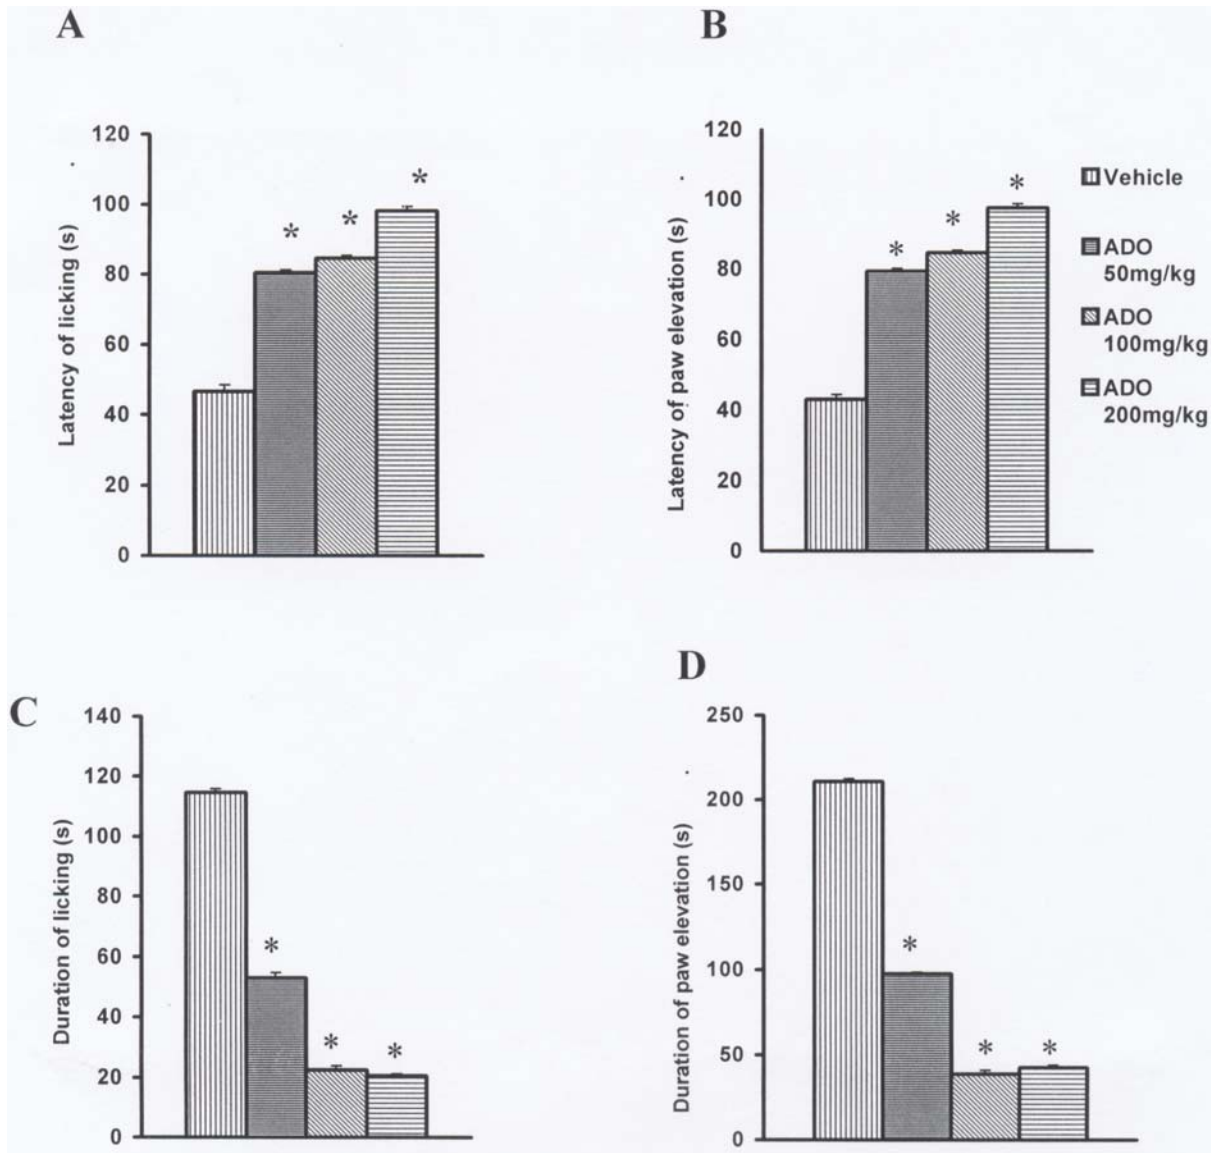 A
Latency of licking (s)
120
100
80
60
40
20
0
*
*
*
B
Latency of paw elevation (s)
120
100
80
60
40
20
0
*
*
*
Vehicle
ADO
50mg/kg
ADO
100mg/kg
ADO
200mg/kg
C
Duration of licking (s)
140
120
100
80
60
40
20
0
*
*
*
D
Duration of paw elevation (s)
250
200
150
100
50
0
*
*
*